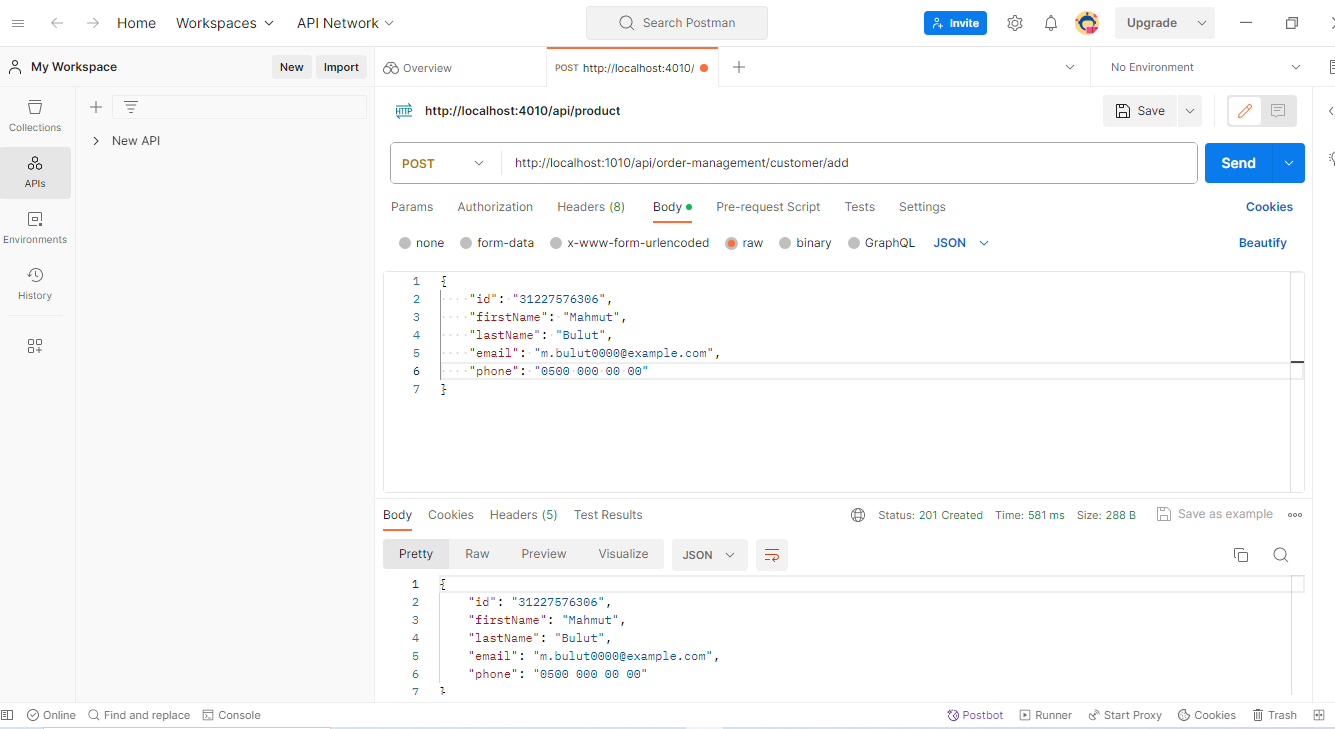 Home Workspaces API Network Search Postman Invite Upgrade
My Workspace New Import Overview POST http://localhost:4010/ No Environment
Collections
APIs
Environments
History
New API
HTTP http://localhost:4010/api/product Save
POST http://localhost:1010/api/order-management/customer/add Send
Params Authorization Headers (8) Body Pre-request Script Tests Settings Cookies
none form-data x-www-form-urlencoded raw binary GraphQL JSON Beautify
1 {
2 "id": "31227576306",
3 "firstName": "Mahmut",
4 "lastName": "Bulut",
5 "email": "m.bulut0000@example.com",
6 "phone": "0500 000 00 00"
7 }
Body Cookies Headers (5) Test Results Status: 201 Created Time: 581 ms Size: 288 B Save as example
Pretty Raw Preview Visualize JSON
1 {
2 "id": "31227576306",
3 "firstName": "Mahmut",
4 "lastName": "Bulut",
5 "email": "m.bulut0000@example.com",
6 "phone": "0500 000 00 00"
7 }
Online Find and replace Console Postbot Runner Start Proxy Cookies Trash